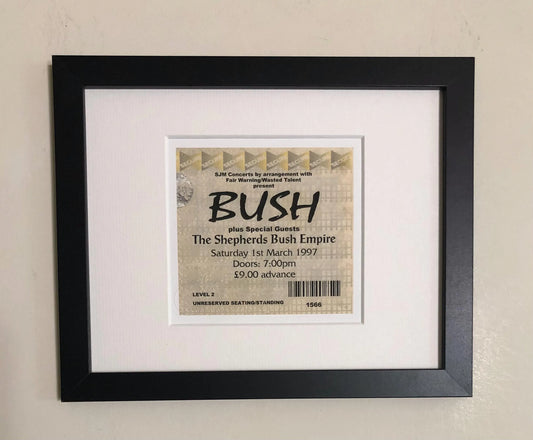 SJM Concerts by arrangement with
Fair Warning/Wasted Talent
present
BUSH
plus Special Guests
The Shepherds Bush Empire
Saturday 1st March 1997
Doors: 7:00pm
£9.00 advance
LEVEL 2
UNRESERVED SEATING/STANDING
1566